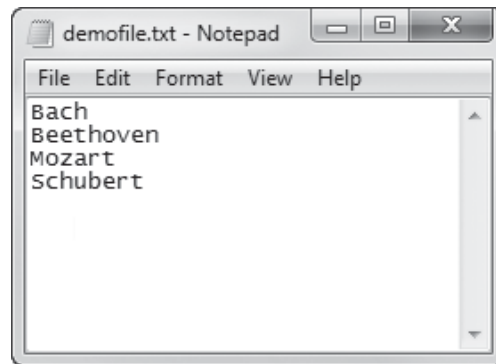 demofile.txt - Notepad
File Edit Format View Help
Bach
Beethoven
Mozart
Schubert